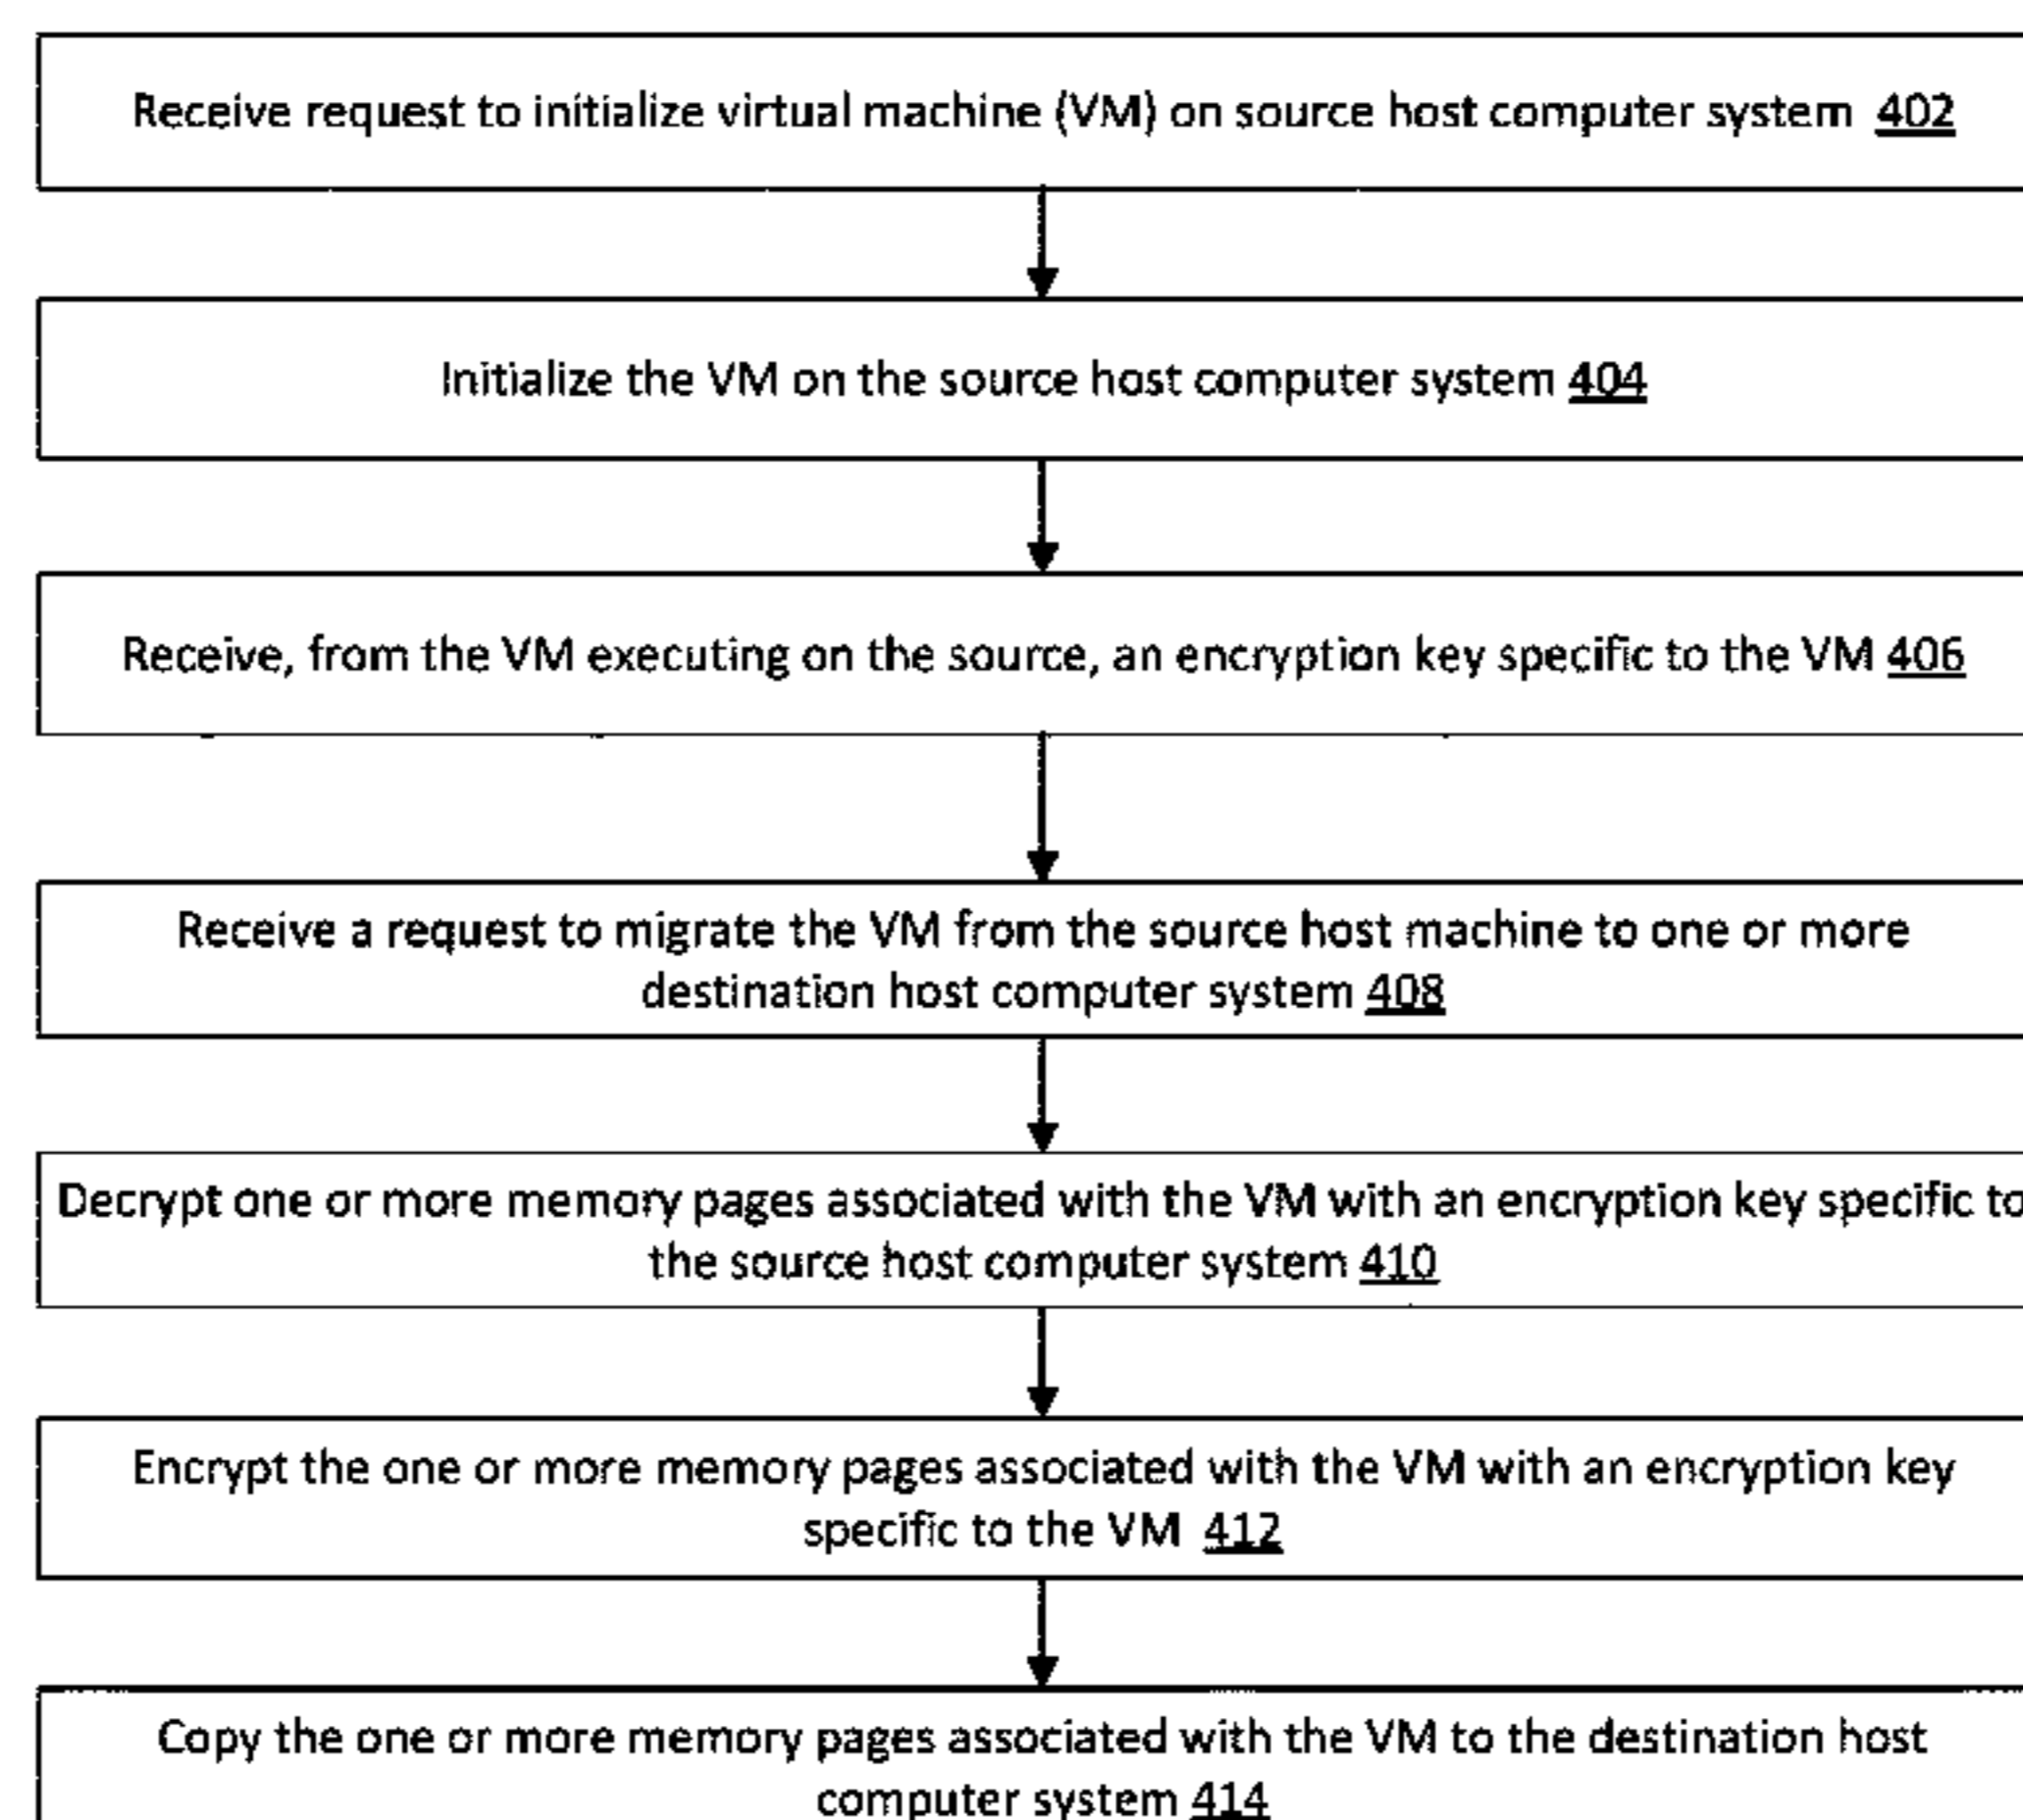 Receive request to initialize virtual machine (VM) on source host computer system 402
Initialize the VM on the source host computer system 404
Receive, from the VM executing on the source, an encryption key specific to the VM 406
Receive a request to migrate the VM from the source host machine to one or more
destination host computer system 408
Decrypt one or more memory pages associated with the VM with an encryption key specific to
the source host computer system 410
Encrypt the one or more memory pages associated with the VM with an encryption key
specific to the VM 412
Copy the one or more memory pages associated with the VM to the destination host
computer system 414